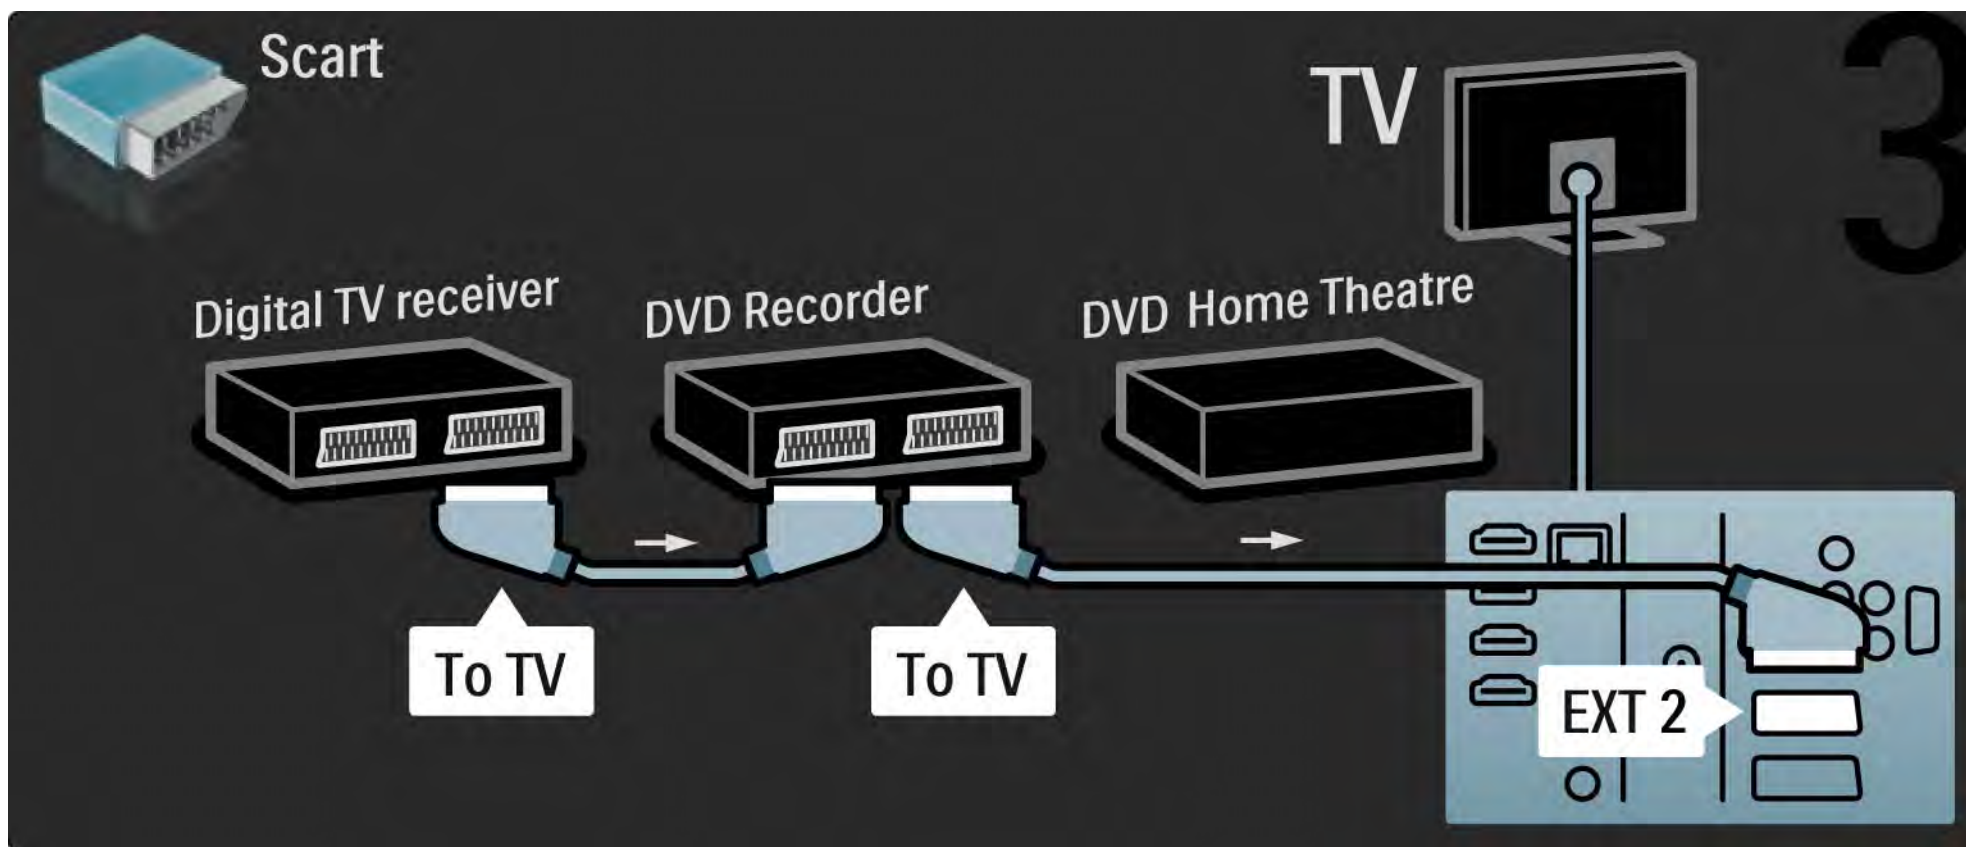 Scart
TV
3
Digital TV receiver
DVD Recorder
DVD Home Theatre
To TV
To TV
EXT 2